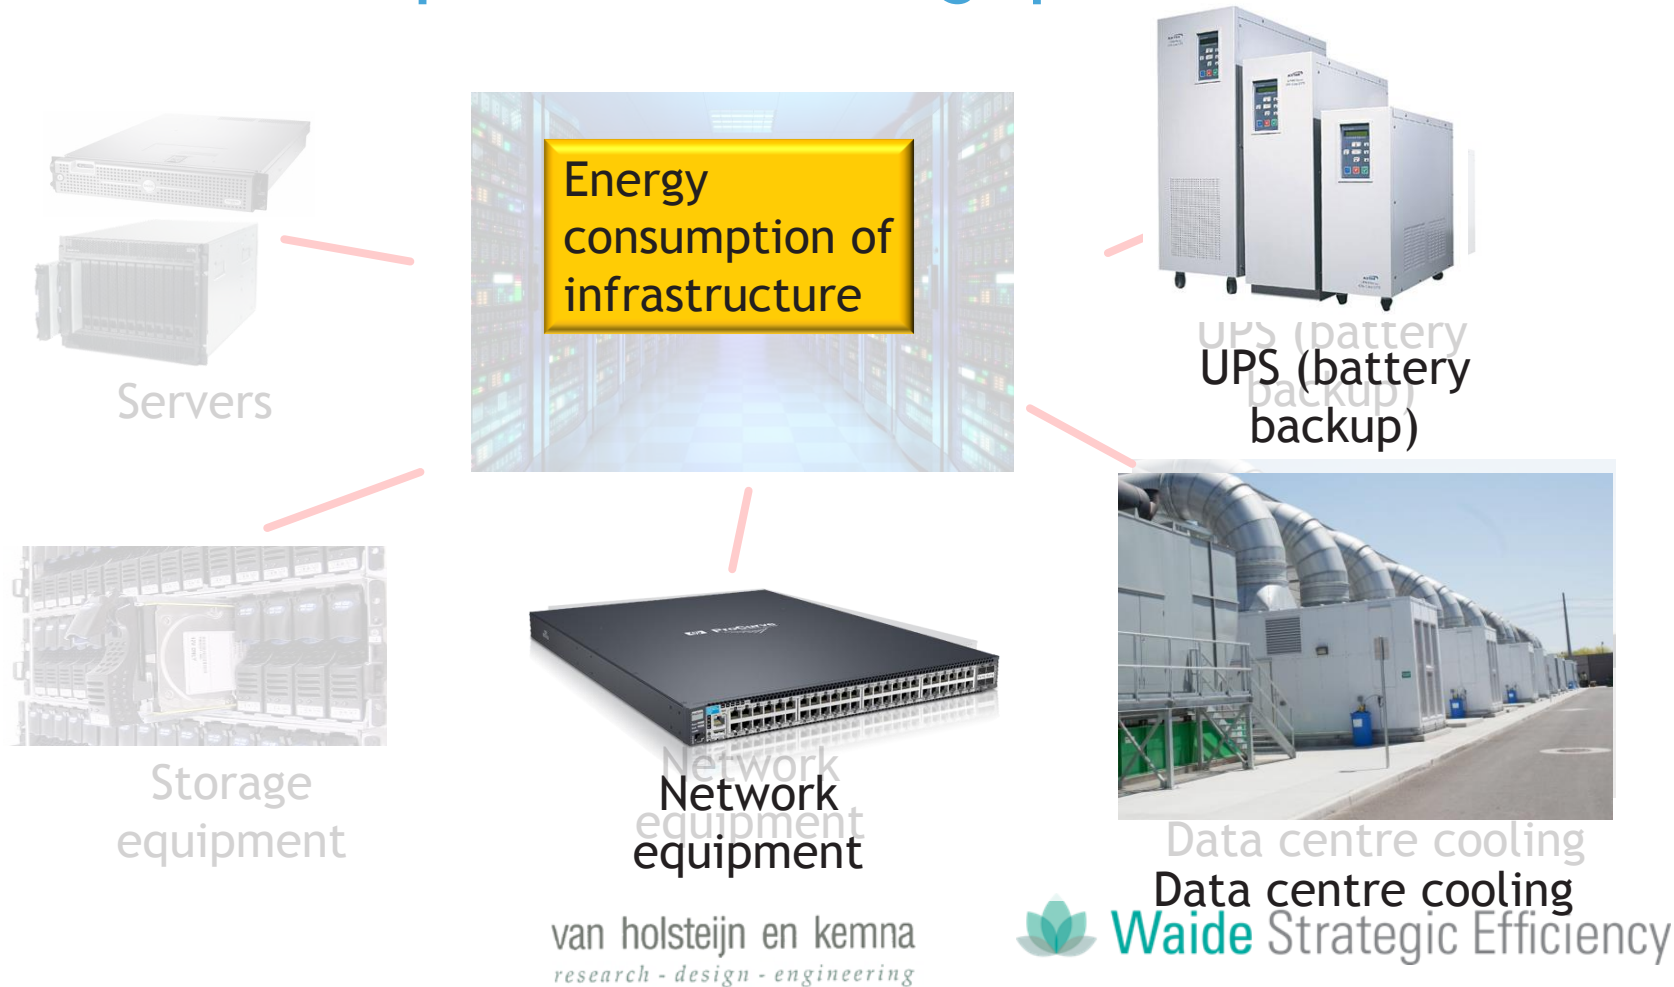 Energy
consumption of
infrastructure
Servers
UPS (battery
backup)
UPS (battery
backup)
Storage
equipment
ProCurve
Network
equipment
Network
equipment
Data centre cooling
Data centre cooling
van holsteijn en kemna
research - design - engineering
Waide Strategic Efficiency